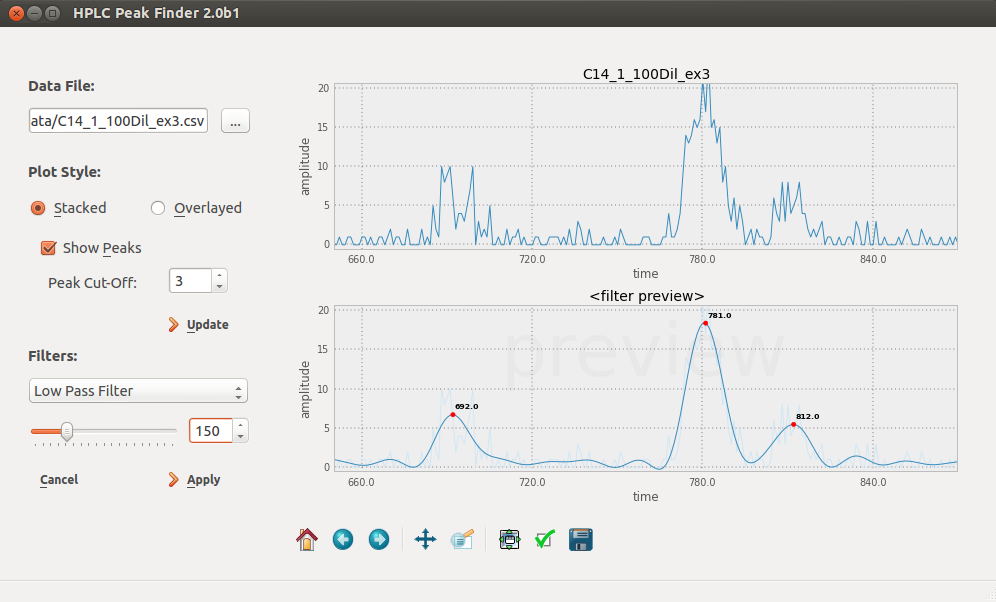 HPLC Peak Finder 2.0b1
Data File:
ata/C14_1_100Dil_ex3.csv
...
Plot Style:
Stacked
Overlayed
Show Peaks
Peak Cut-Off:
3
Update
Filters:
Low Pass Filter
150
Cancel
Apply
C14_1_100Dil_ex3
20
15
10
5
0
amplitude
660.0 720.0 780.0 840.0
time
<filter preview>
preview
20
15
10
5
0
amplitude
692.0
781.0
812.0
660.0 720.0 780.0 840.0
time